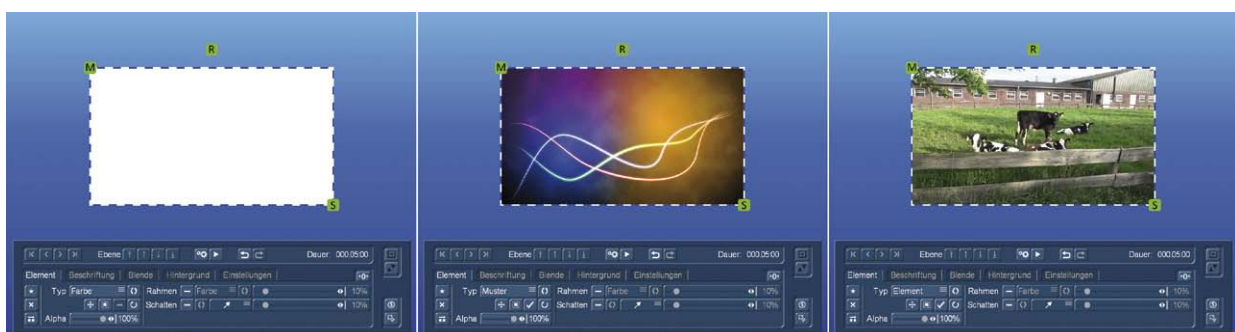 R
M
S
Ebene
Dauer: 000.05:00
Element Beschriftung Blende Hintergrund Einstellungen
Typ Farbe Rahmen Farbe 10%
Schatten 10%
Alpha 100%
R
M
S
Ebene
Dauer: 000.05:00
Element Beschriftung Blende Hintergrund Einstellungen
Typ Muster Rahmen Farbe 10%
Schatten 10%
Alpha 100%
R
M
S
Ebene
Dauer: 000.05:00
Element Beschriftung Blende Hintergrund Einstellungen
Typ Element Rahmen Farbe 10%
Schatten 10%
Alpha 100%